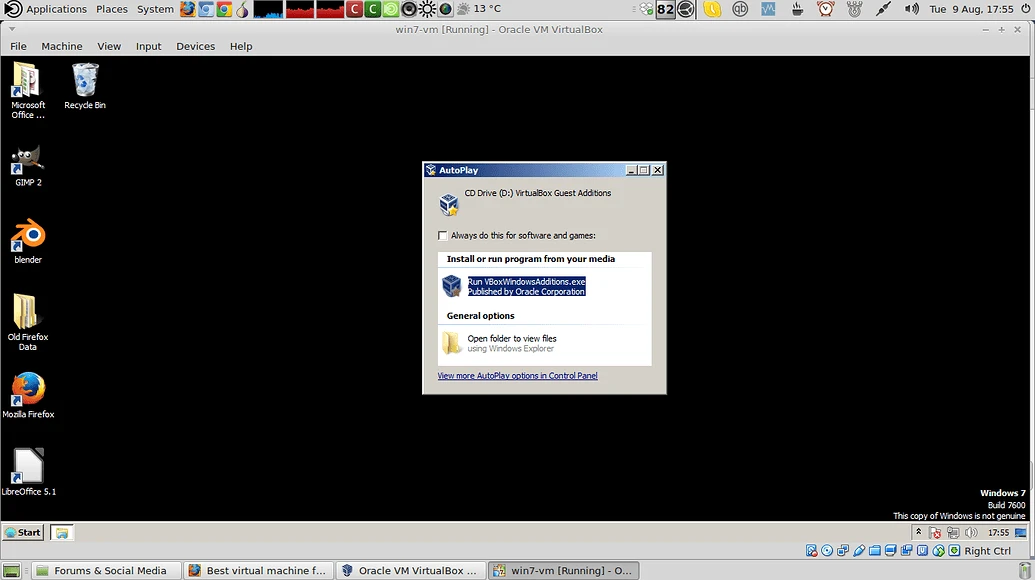 Applications Places System 13 °C 82 Tue 9 Aug, 17:55
win7-vm [Running] - Oracle VM VirtualBox
File Machine View Input Devices Help
Microsoft
Office ...
Recycle Bin
GIMP 2
blender
Old Firefox
Data
Mozilla Firefox
LibreOffice 5.1
AutoPlay
CD Drive (D:) VirtualBox Guest Additions
Always do this for software and games:
Install or run program from your media
Run VBoxWindowsAdditions.exe
Published by Oracle Corporation
General options
Open folder to view files
using Windows Explorer
View more AutoPlay options in Control Panel
Windows 7
Build 7600
This copy of Windows is not genuine
Start 17:55
Right Ctrl
Forums & Social Media Best virtual machine f... Oracle VM VirtualBox ... win7-vm [Running] - O...